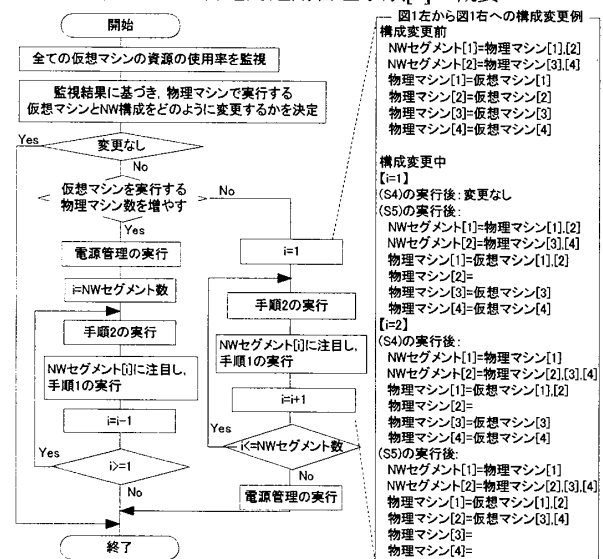 開始
全ての仮想マシンの資源の使用率を監視
監視結果に基づき，物理マシンで実行する
仮想マシンとNW構成をどのように変更するかを決定
Yes
変更なし
No
仮想マシンを実行する
物理マシン数を増やす
No
Yes
電源管理の実行
i=NWセグメント数
手順2の実行
NWセグメント[i]に注目し，
手順1の実行
i=i-1
Yes
i>=1
No
i=1
手順2の実行
NWセグメント[i]に注目し，
手順1の実行
i=i+1
Yes
i<=NWセグメント数
No
電源管理の実行
終了
図1左から図1右への構成変更例
構成変更前
NWセグメント[1]=物理マシン[1],[2]
NWセグメント[2]=物理マシン[3],[4]
物理マシン[1]=仮想マシン[1]
物理マシン[2]=仮想マシン[2]
物理マシン[3]=仮想マシン[3]
物理マシン[4]=仮想マシン[4]
構成変更中
【i=1】
(S4)の実行後:変更なし
(S5)の実行後:
NWセグメント[1]=物理マシン[1],[2]
NWセグメント[2]=物理マシン[3],[4]
物理マシン[1]=仮想マシン[1],[2]
物理マシン[2]=
物理マシン[3]=仮想マシン[3]
物理マシン[4]=仮想マシン[4]
【i=2】
(S4)の実行後:
NWセグメント[1]=物理マシン[1]
NWセグメント[2]=物理マシン[2],[3],[4]
物理マシン[1]=仮想マシン[1],[2]
物理マシン[2]=
物理マシン[3]=仮想マシン[3]
物理マシン[4]=仮想マシン[4]
(S5)の実行後:
NWセグメント[1]=物理マシン[1]
NWセグメント[2]=物理マシン[2],[3],[4]
物理マシン[1]=仮想マシン[1],[2]
物理マシン[2]=仮想マシン[3],[4]
物理マシン[3]=
物理マシン[4]=